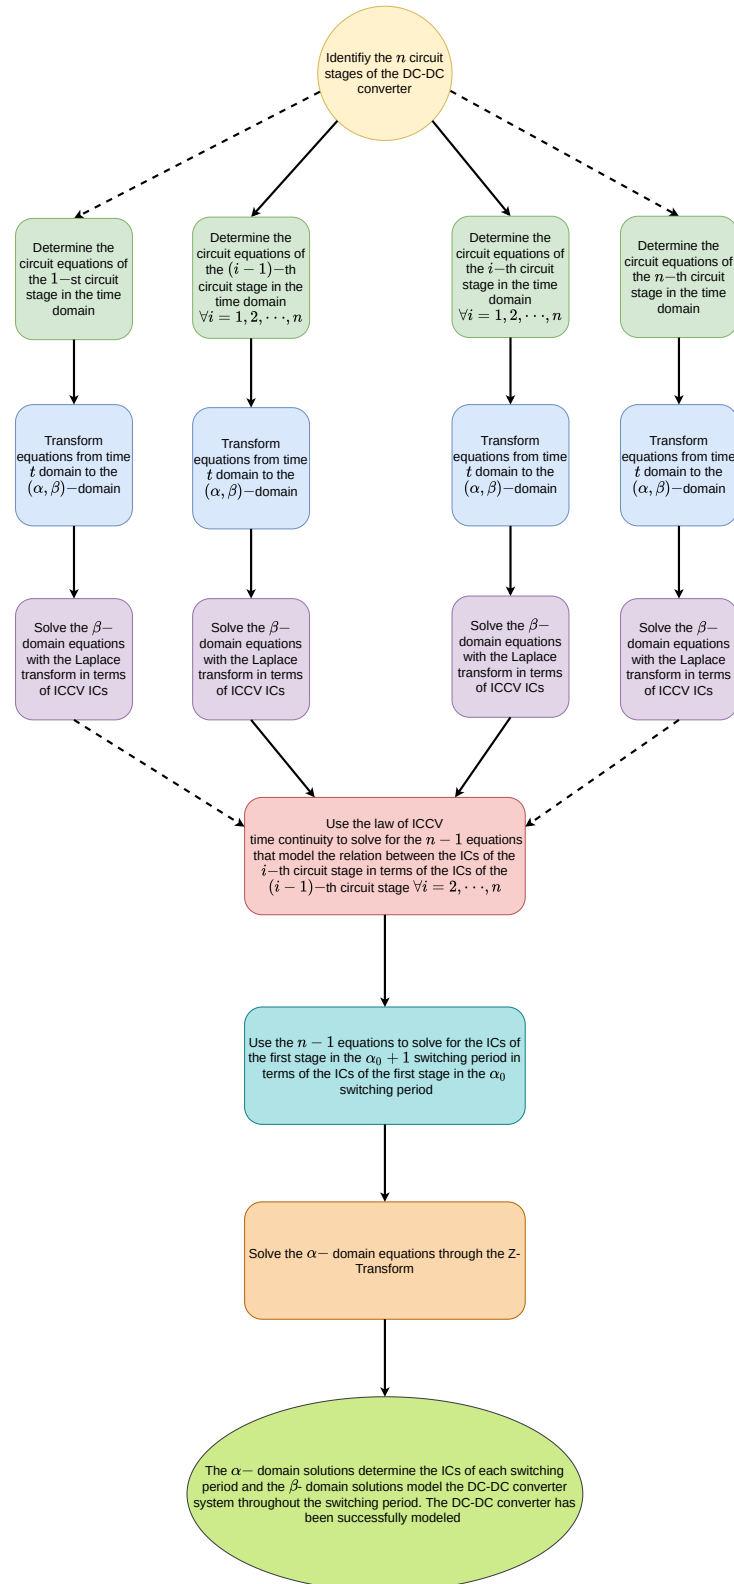 Identifiy the n circuit
stages of the DC-DC
converter
Determine the
circuit equations of
the 1−st circuit
stage in the time
domain
Determine the
circuit equations of
the (i − 1)−th
circuit stage in the
time domain
∀i = 1, 2, · · ·, n
Determine the
circuit equations of
the i−th circuit
stage in the time
domain
∀i = 1, 2, · · ·, n
Determine the
circuit equations of
the n−th circuit
stage in the time
domain
Transform
equations from time
t domain to the
(α, β)−domain
Transform
equations from time
t domain to the
(α, β)−domain
Transform
equations from time
t domain to the
(α, β)−domain
Transform
equations from time
t domain to the
(α, β)−domain
Solve the β−
domain equations
with the Laplace
transform in terms
of ICCV ICs
Solve the β−
domain equations
with the Laplace
transform in terms
of ICCV ICs
Solve the β−
domain equations
with the Laplace
transform in terms
of ICCV ICs
Solve the β−
domain equations
with the Laplace
transform in terms
of ICCV ICs
Use the law of ICCV
time continuity to solve for the n − 1 equations
that model the relation between the ICs of the
i−th circuit stage in terms of the ICs of the
(i − 1)−th circuit stage ∀i = 2, · · ·, n
Use the n − 1 equations to solve for the ICs of
the first stage in the α₀ + 1 switching period in
terms of the ICs of the first stage in the α₀
switching period
Solve the α− domain equations through the Z-
Transform
The α− domain solutions determine the ICs of each switching
period and the β- domain solutions model the DC-DC converter
system throughout the switching period. The DC-DC converter has
been successfully modeled